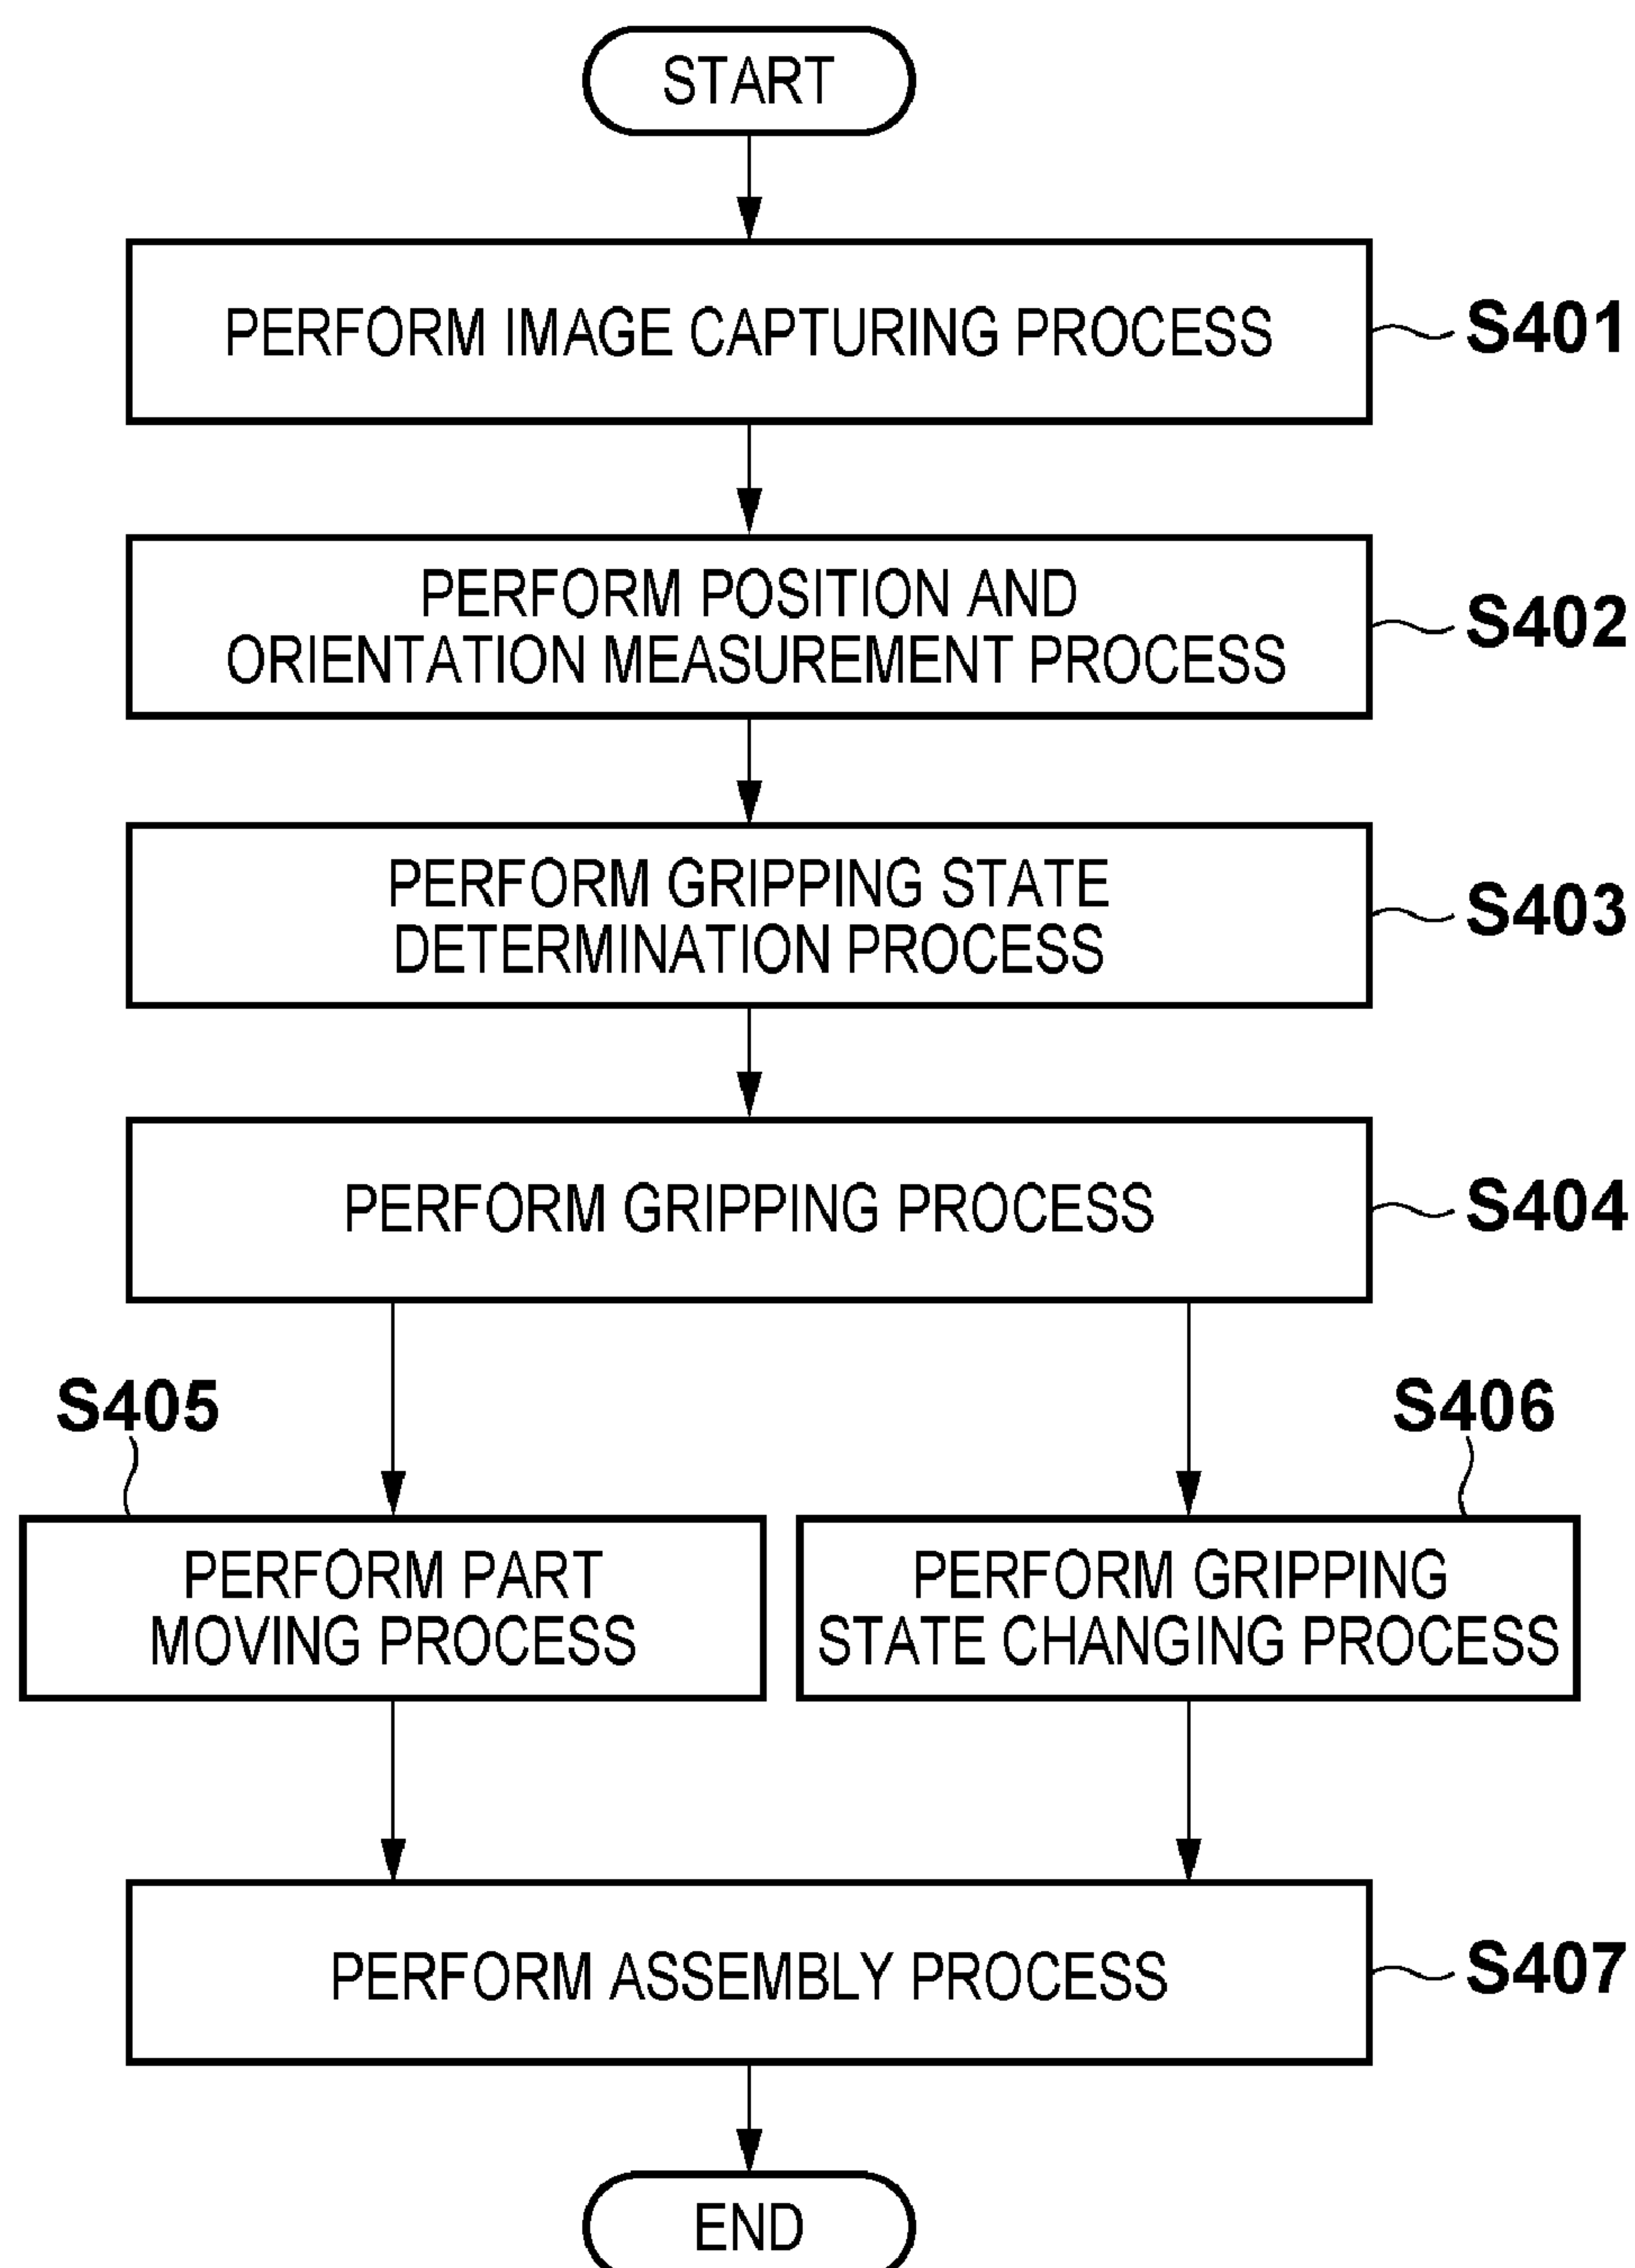 START
PERFORM IMAGE CAPTURING PROCESS
S401
PERFORM POSITION AND
ORIENTATION MEASUREMENT PROCESS
S402
PERFORM GRIPPING STATE
DETERMINATION PROCESS
S403
PERFORM GRIPPING PROCESS
S404
S405
PERFORM PART
MOVING PROCESS
S406
PERFORM GRIPPING
STATE CHANGING PROCESS
PERFORM ASSEMBLY PROCESS
S407
END